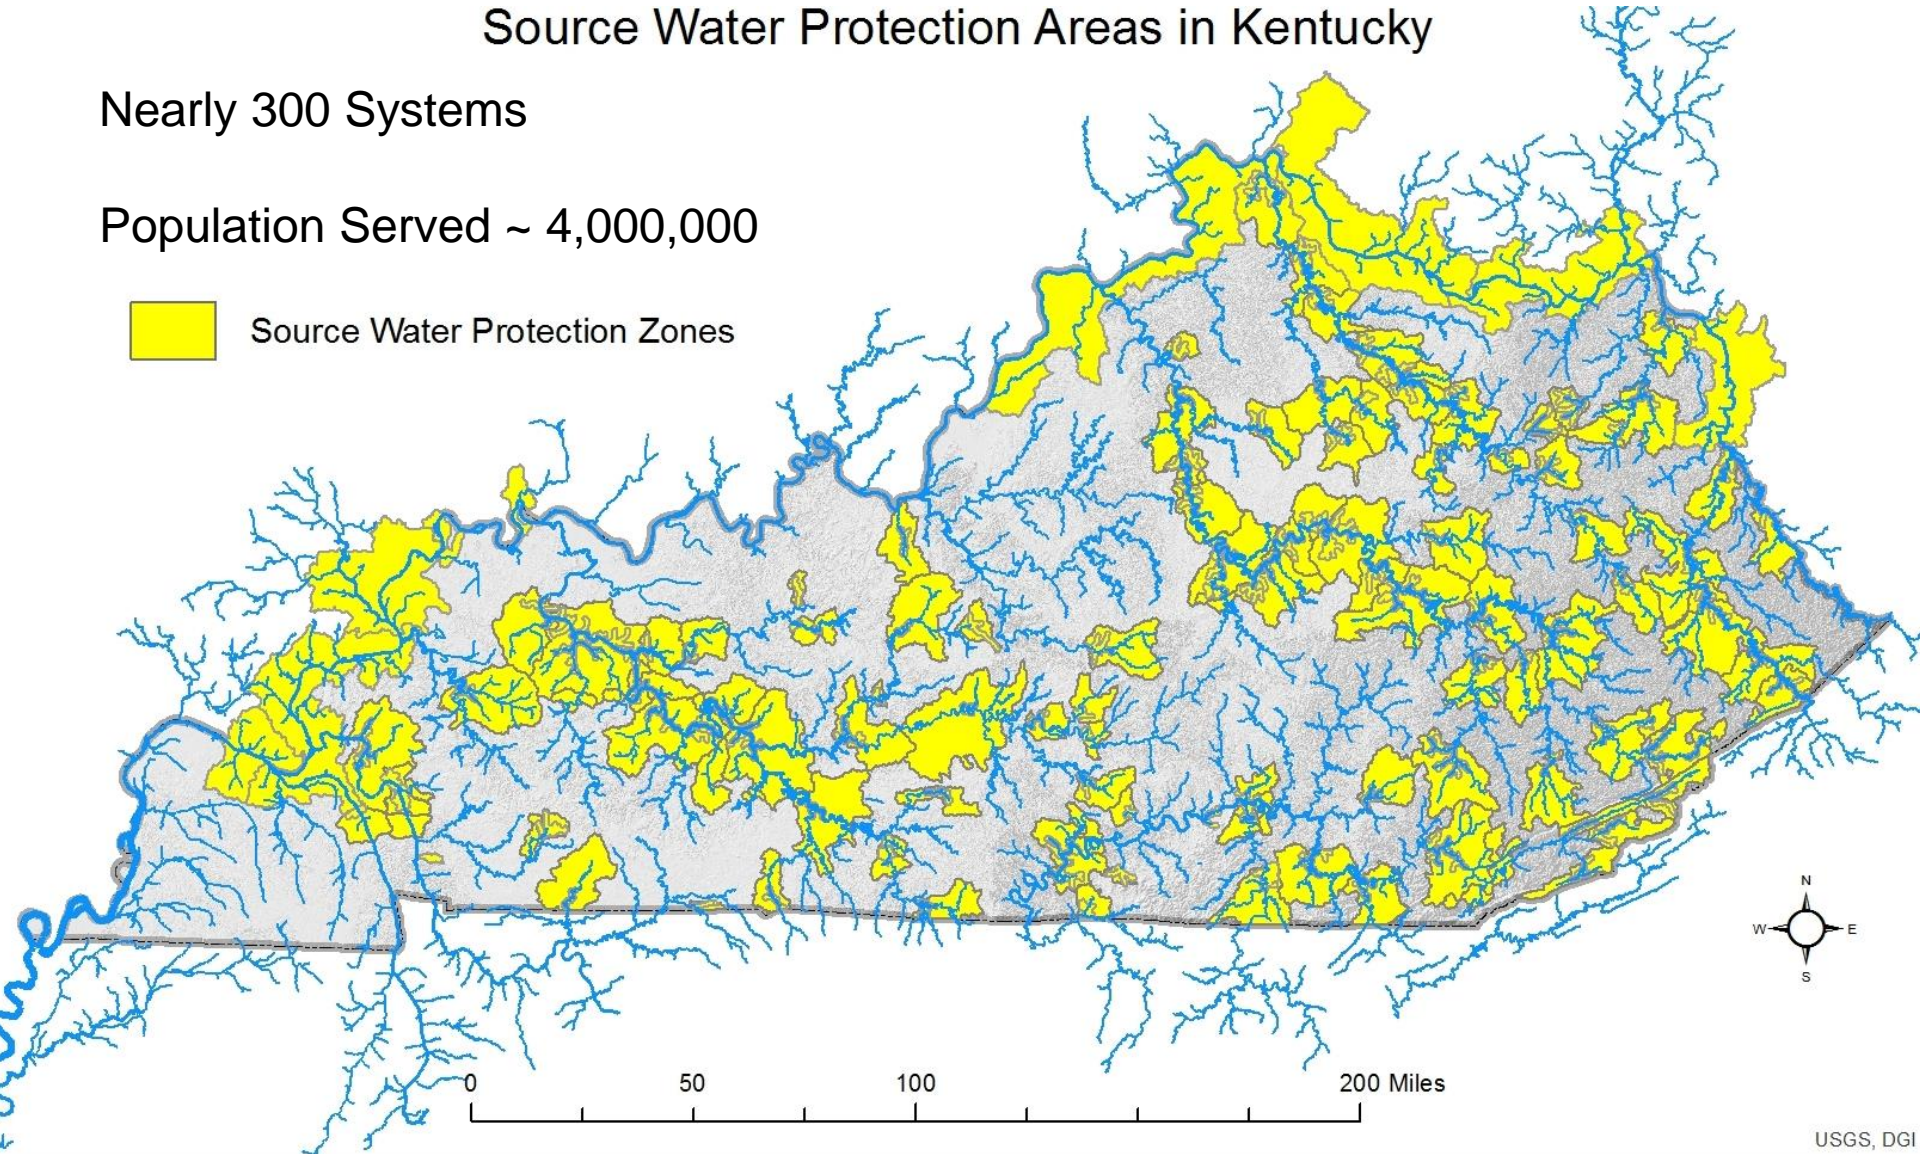 Source Water Protection Areas in Kentucky
Nearly 300 Systems
Population Served ~ 4,000,000
Source Water Protection Zones
N
W E
S
0 50 100 200 Miles
USGS, DGI